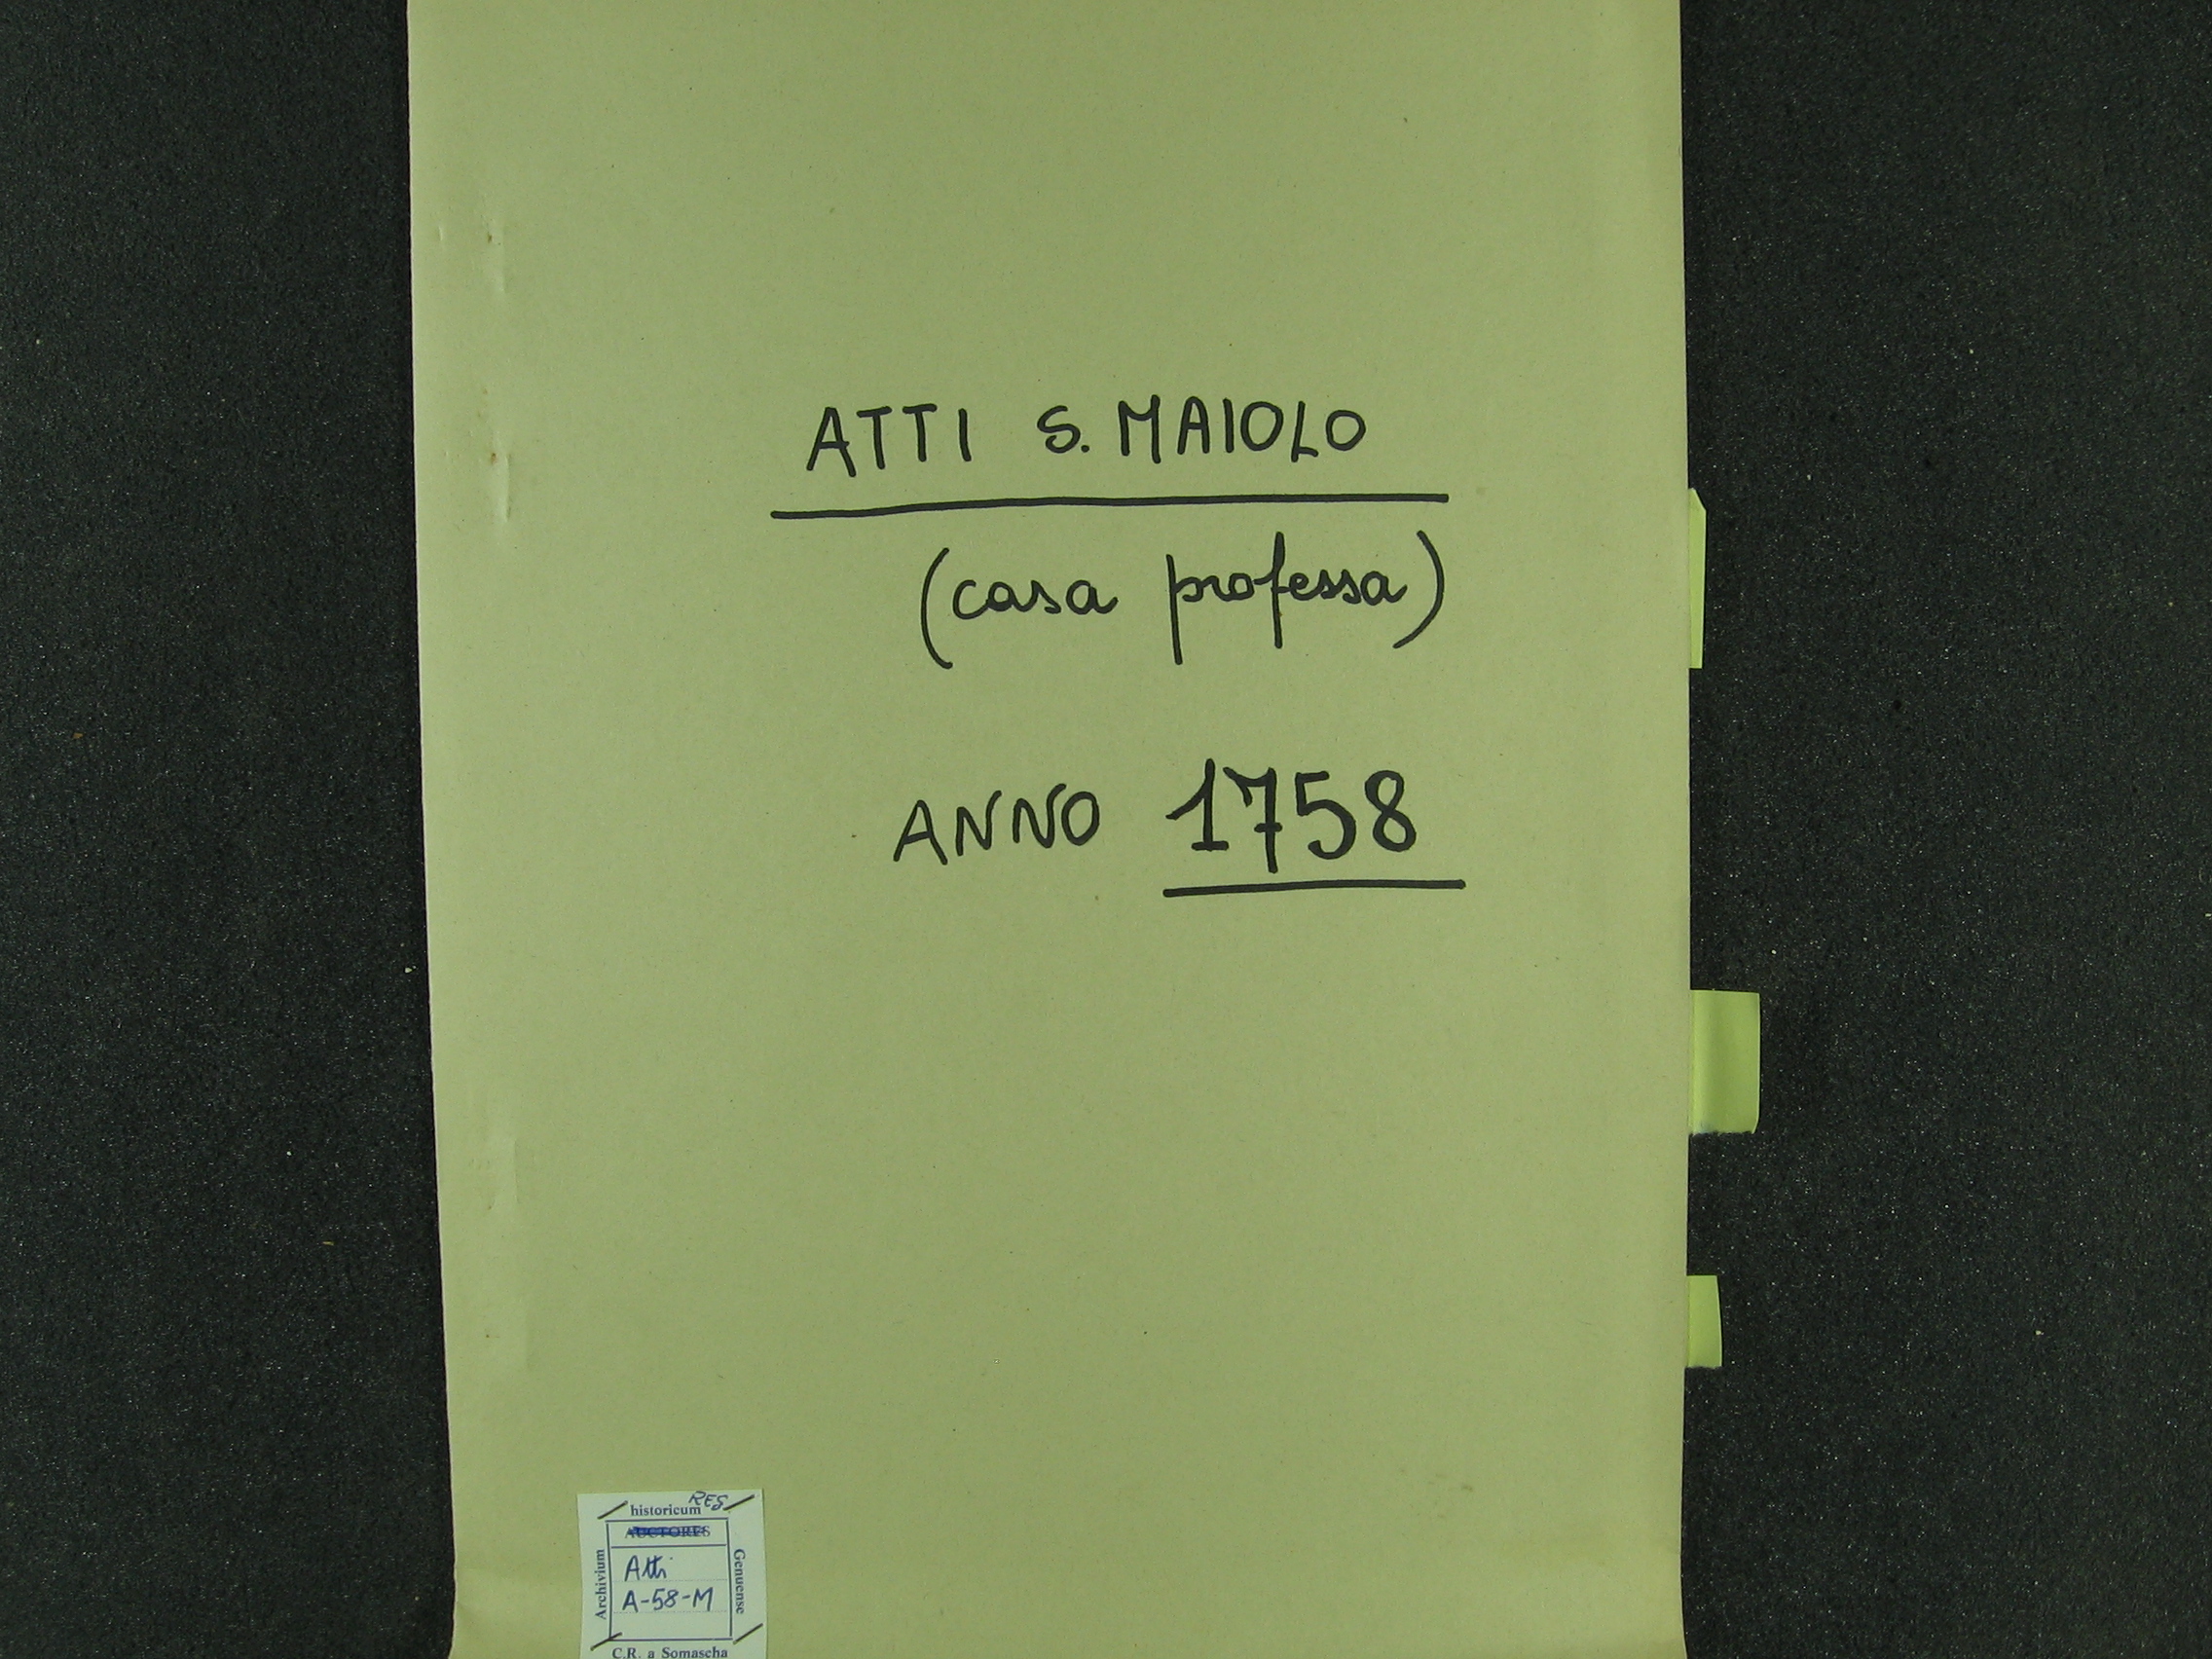 ATTI S. MAIOLO
(casa professa)
ANNO 1758
RES
historicum
AUCTORES
Archivium
Atti
A-58-M
Genuense
C.R. a Somascha